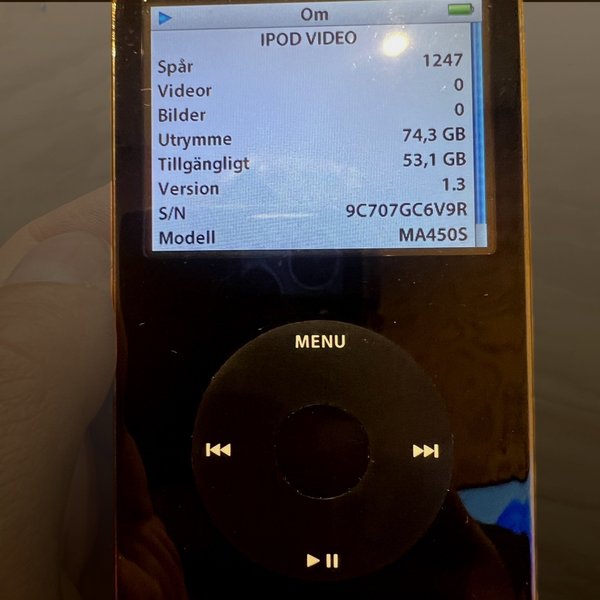 Om
IPOD VIDEO
Spår 1247
Videor 0
Bilder 0
Utrymme 74,3 GB
Tillgängligt 53,1 GB
Version 1.3
S/N 9C707GC6V9R
Modell MA450S
MENU